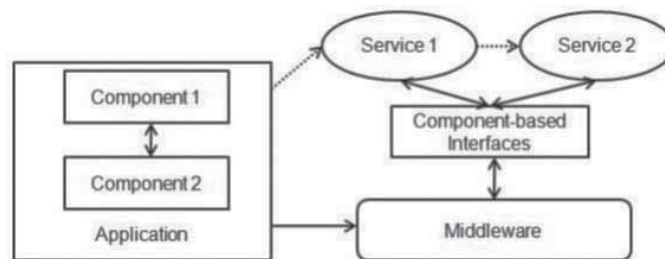 Service 1
Service 2
Component 1
Component-based
Interfaces
Component 2
Application
Middleware